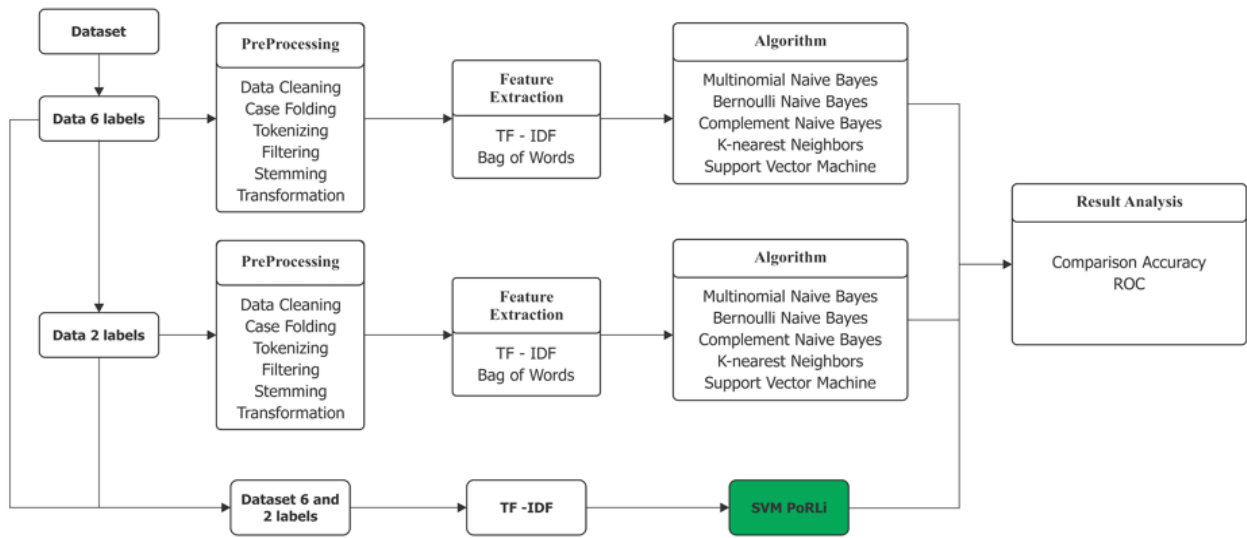 Dataset
Data 6 labels
PreProcessing
Data Cleaning
Case Folding
Tokenizing
Filtering
Stemming
Transformation
Feature
Extraction
TF - IDF
Bag of Words
Algorithm
Multinomial Naive Bayes
Bernoulli Naive Bayes
Complement Naive Bayes
K-nearest Neighbors
Support Vector Machine
Data 2 labels
PreProcessing
Data Cleaning
Case Folding
Tokenizing
Filtering
Stemming
Transformation
Feature
Extraction
TF - IDF
Bag of Words
Algorithm
Multinomial Naive Bayes
Bernoulli Naive Bayes
Complement Naive Bayes
K-nearest Neighbors
Support Vector Machine
Result Analysis
Comparison Accuracy
ROC
Dataset 6 and
2 labels
TF -IDF
SVM PoRLi